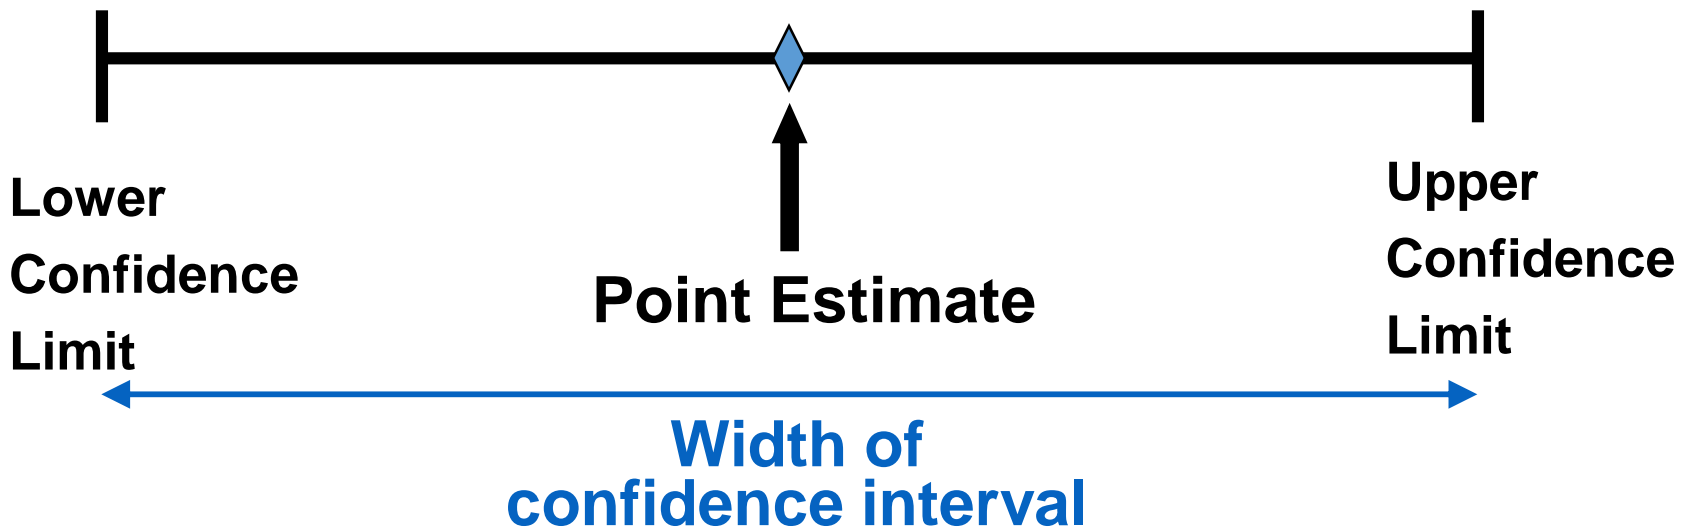 Lower
Confidence
Limit
Point Estimate
Upper
Confidence
Limit
Width of
confidence interval